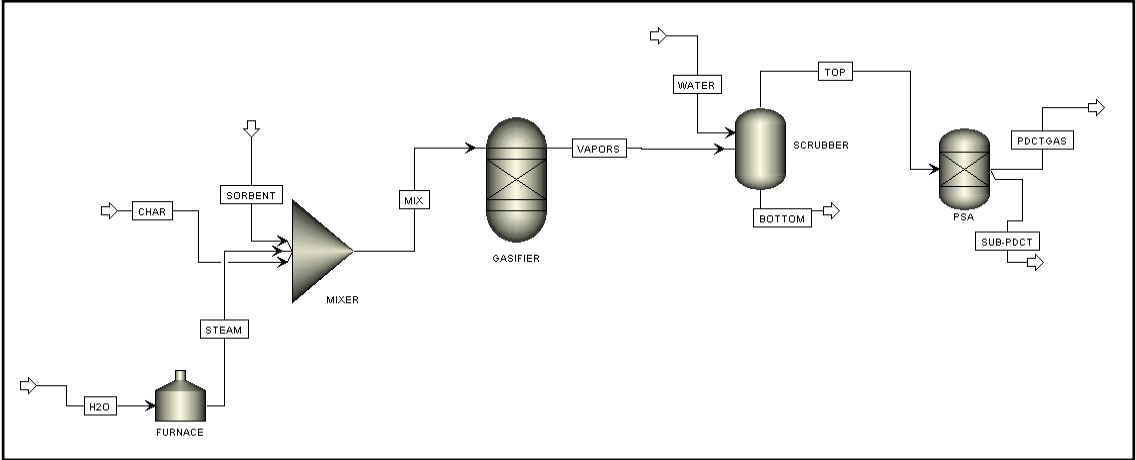 WATER
TOP
SCRUBBER
PDCTGAS
VAPORS
SORBENT
MIX
CHAR
BOTTOM
PSA
SUB-PDCT
GASIFIER
MIXER
STEAM
H2O
FURNACE